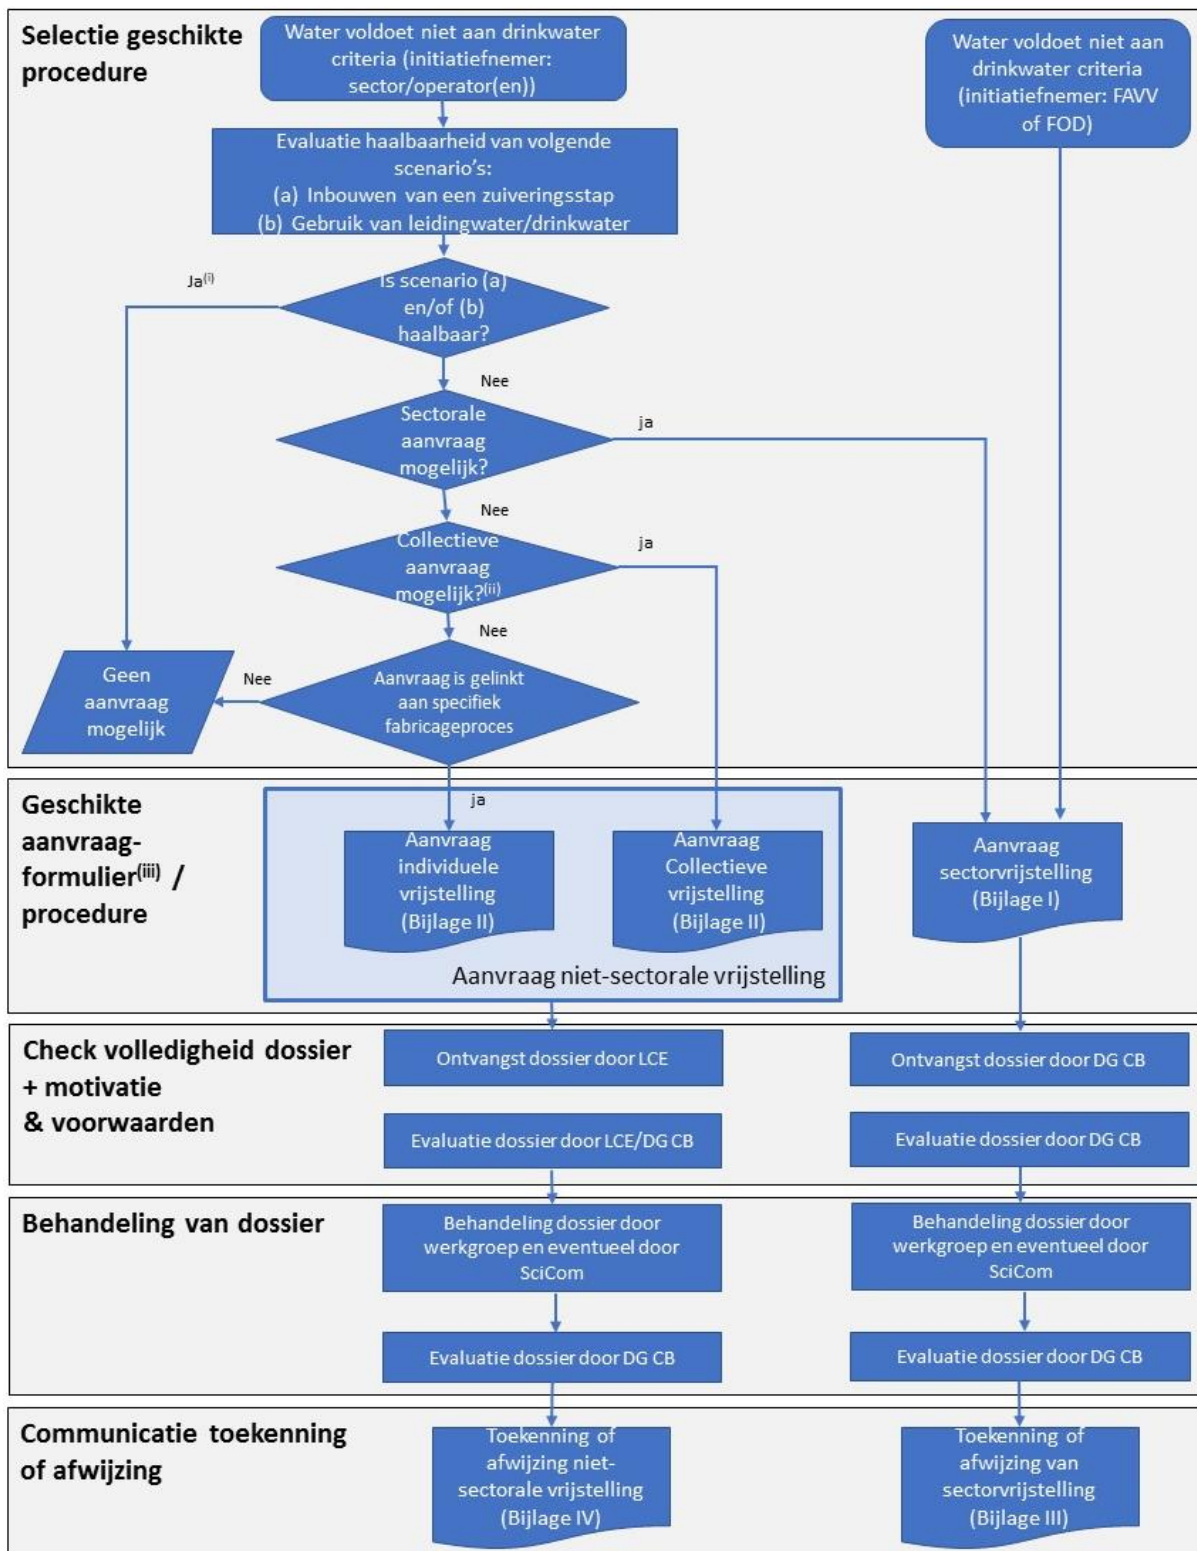 Selectie geschikte
procedure
Water voldoet niet aan drinkwater
criteria (initiatiefnemer:
sector/operator(en))
Water voldoet niet aan
drinkwater criteria
(initiatiefnemer: FAVV
of FOD)
Evaluatie haalbaarheid van volgende
scenario's:
(a) Inbouwen van een zuiveringsstap
(b) Gebruik van leidingwater/drinkwater
Ja(i)
Is scenario (a)
en/of (b)
haalbaar?
Nee
Sectorale
aanvraag
mogelijk?
ja
Nee
Collectieve
aanvraag
mogelijk?(ii)
ja
Nee
Geen
aanvraag
mogelijk
Nee
Aanvraag is gelinkt
aan specifiek
fabricageproces
Geschikte
aanvraag-
formulier(iii) /
procedure
ja
Aanvraag
individuele
vrijstelling
(Bijlage II)
Aanvraag
Collectieve
vrijstelling
(Bijlage II)
Aanvraag
sectorvrijstelling
(Bijlage I)
Aanvraag niet-sectorale vrijstelling
Check volledigheid dossier
+ motivatie
& voorwaarden
Ontvangst dossier door LCE
Ontvangst dossier door DG CB
Evaluatie dossier door LCE/DG CB
Evaluatie dossier door DG CB
Behandeling van dossier
Behandeling dossier door
werkgroep en eventueel door
SciCom
Behandeling dossier door
werkgroep en eventueel door
SciCom
Evaluatie dossier door DG CB
Evaluatie dossier door DG CB
Communicatie toekenning
of afwijzing
Toekenning of
afwijzing niet-
sectorale vrijstelling
(Bijlage IV)
Toekenning of
afwijzing van
sectorvrijstelling
(Bijlage III)